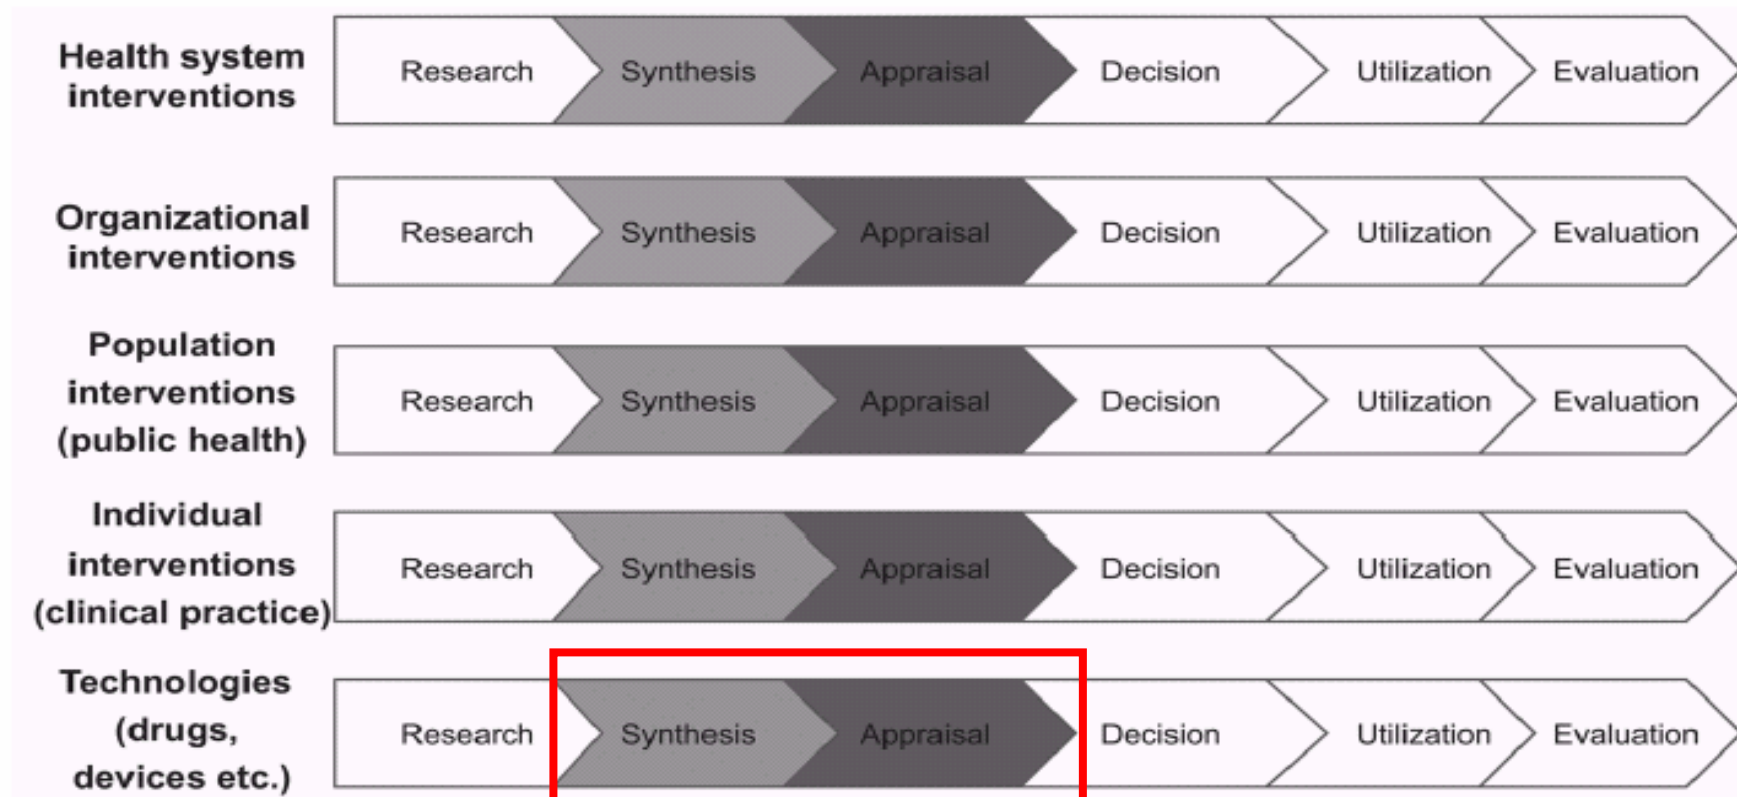 Health system
interventions
Research Synthesis Appraisal Decision Utilization Evaluation
Organizational
interventions
Research Synthesis Appraisal Decision Utilization Evaluation
Population
interventions
(public health)
Research Synthesis Appraisal Decision Utilization Evaluation
Individual
interventions
(clinical practice)
Research Synthesis Appraisal Decision Utilization Evaluation
Technologies
(drugs,
devices etc.)
Research Synthesis Appraisal Decision Utilization Evaluation